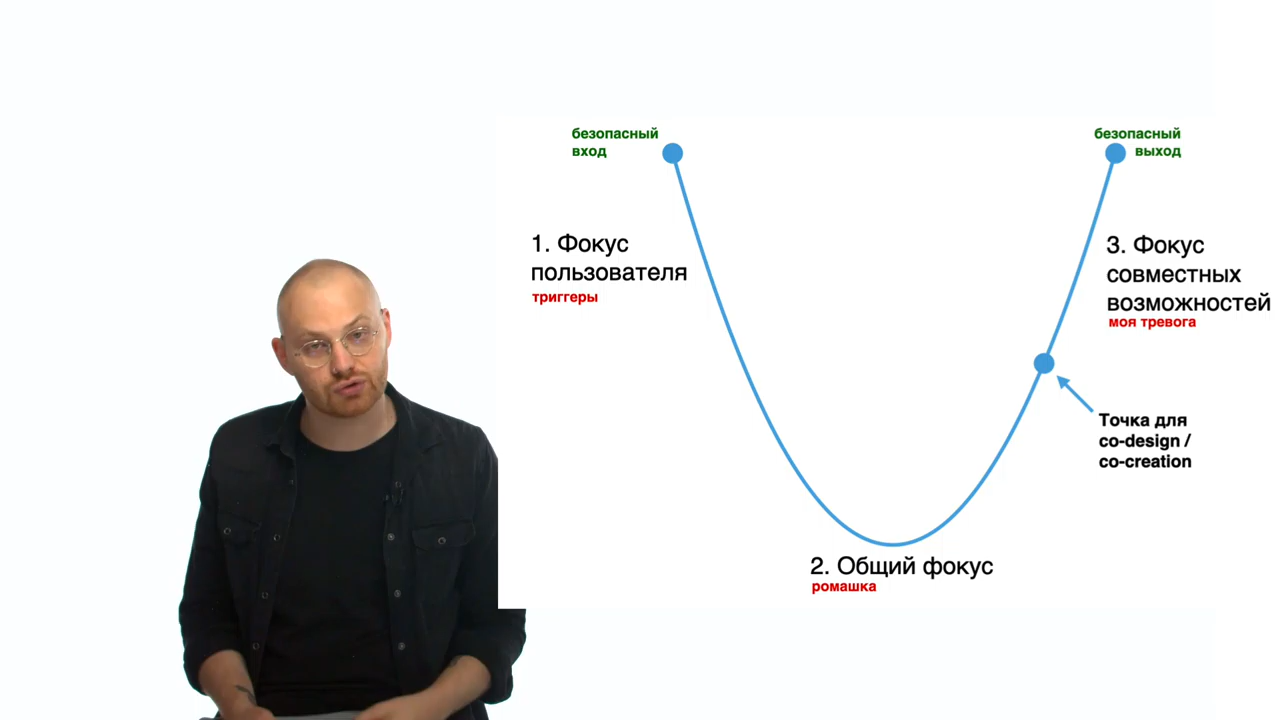 безопасный
вход
безопасный
выход
1. Фокус
пользователя
триггеры
3. Фокус
совместных
возможностей
моя тревога
Точка для
co-design /
co-creation
2. Общий фокус
ромашка